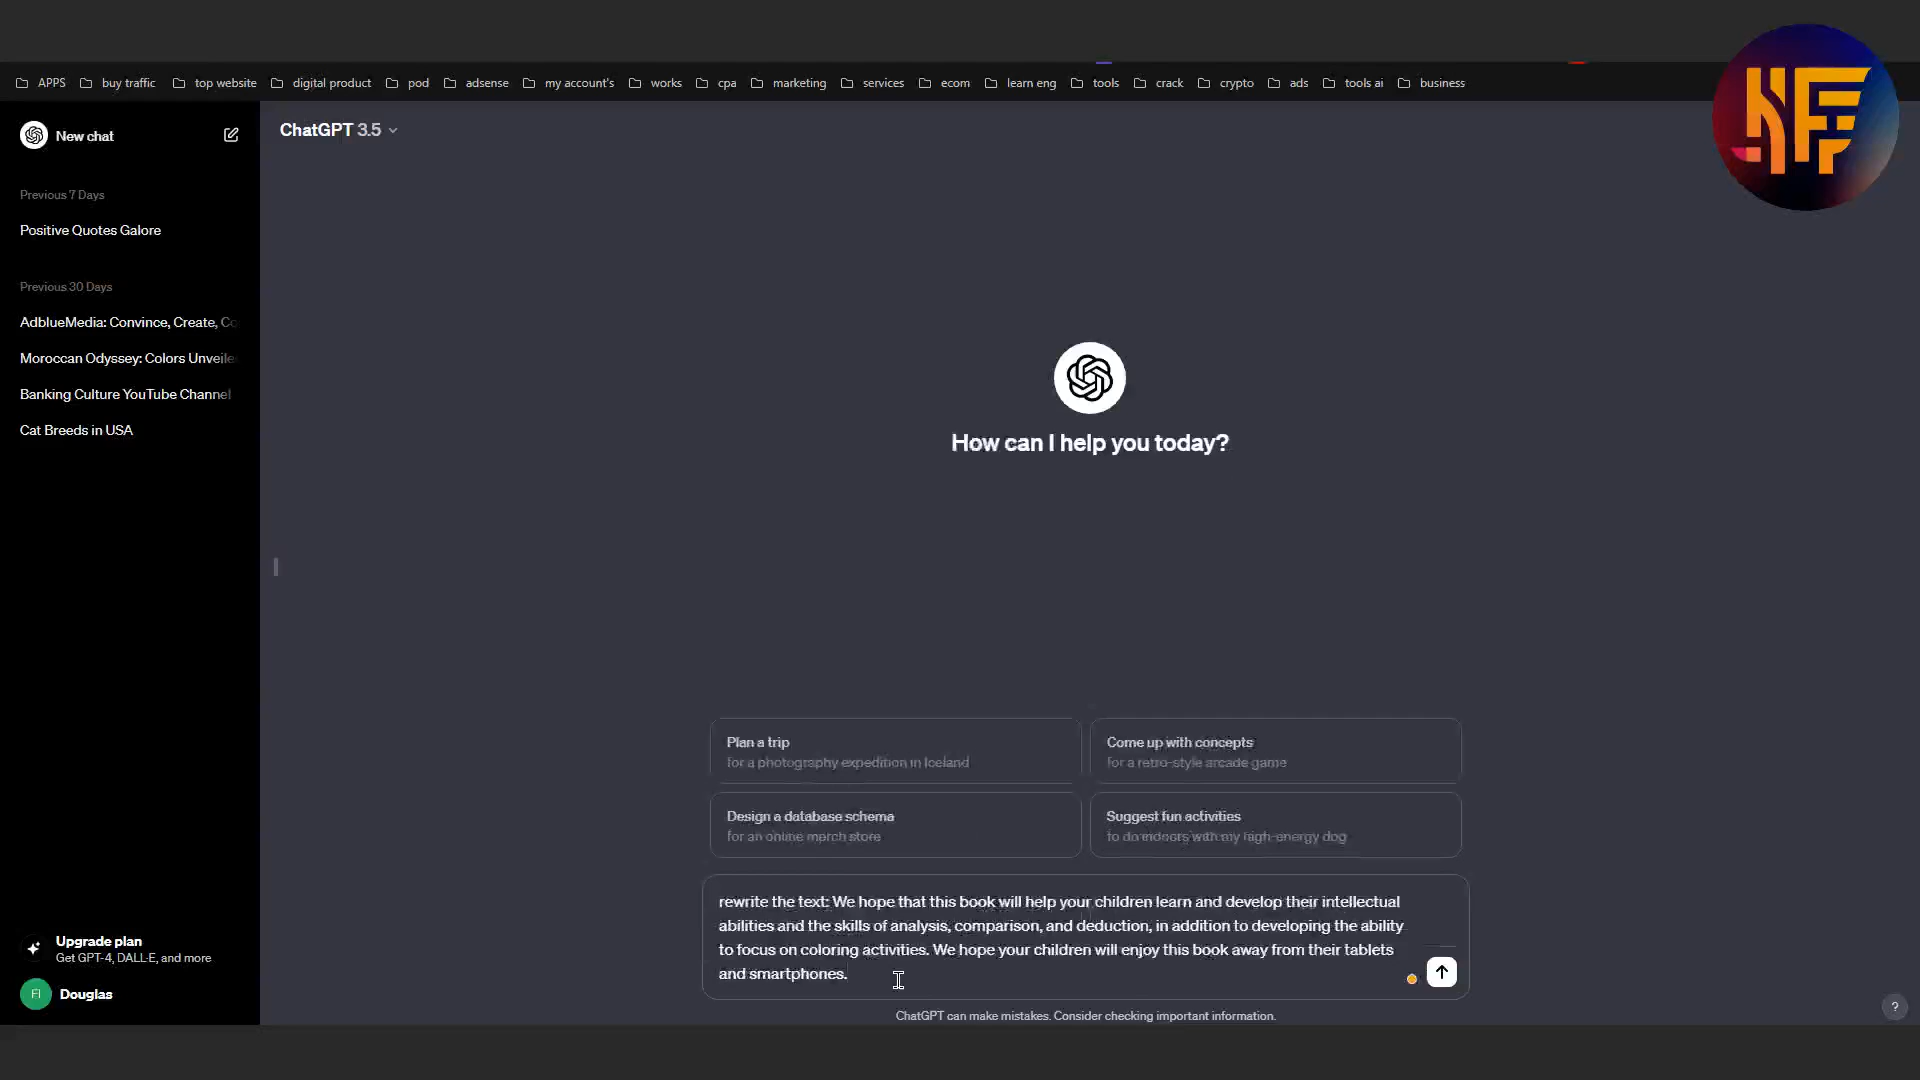 APPS buy traffic top website digital product pod adsense my account's works cpa marketing services ecom learn eng tools crack crypto ads tools ai business
New chat
Previous 7 Days
Positive Quotes Galore
Previous 30 Days
AdblueMedia: Convince, Create, Co
Moroccan Odyssey: Colors Unveile
Banking Culture YouTube Channel
Cat Breeds in USA
Upgrade plan
Get GPT-4, DALL·E, and more
FI Douglas
ChatGPT 3.5
How can I help you today?
Plan a trip
for a photography expedition in Iceland
Come up with concepts
for a retro-style arcade game
Design a database schema
for an online merch store
Suggest fun activities
to do indoors with my high-energy dog
rewrite the text: We hope that this book will help your children learn and develop their intellectual
abilities and the skills of analysis, comparison, and deduction, in addition to developing the ability
to focus on coloring activities. We hope your children will enjoy this book away from their tablets
and smartphones.
ChatGPT can make mistakes. Consider checking important information.
?